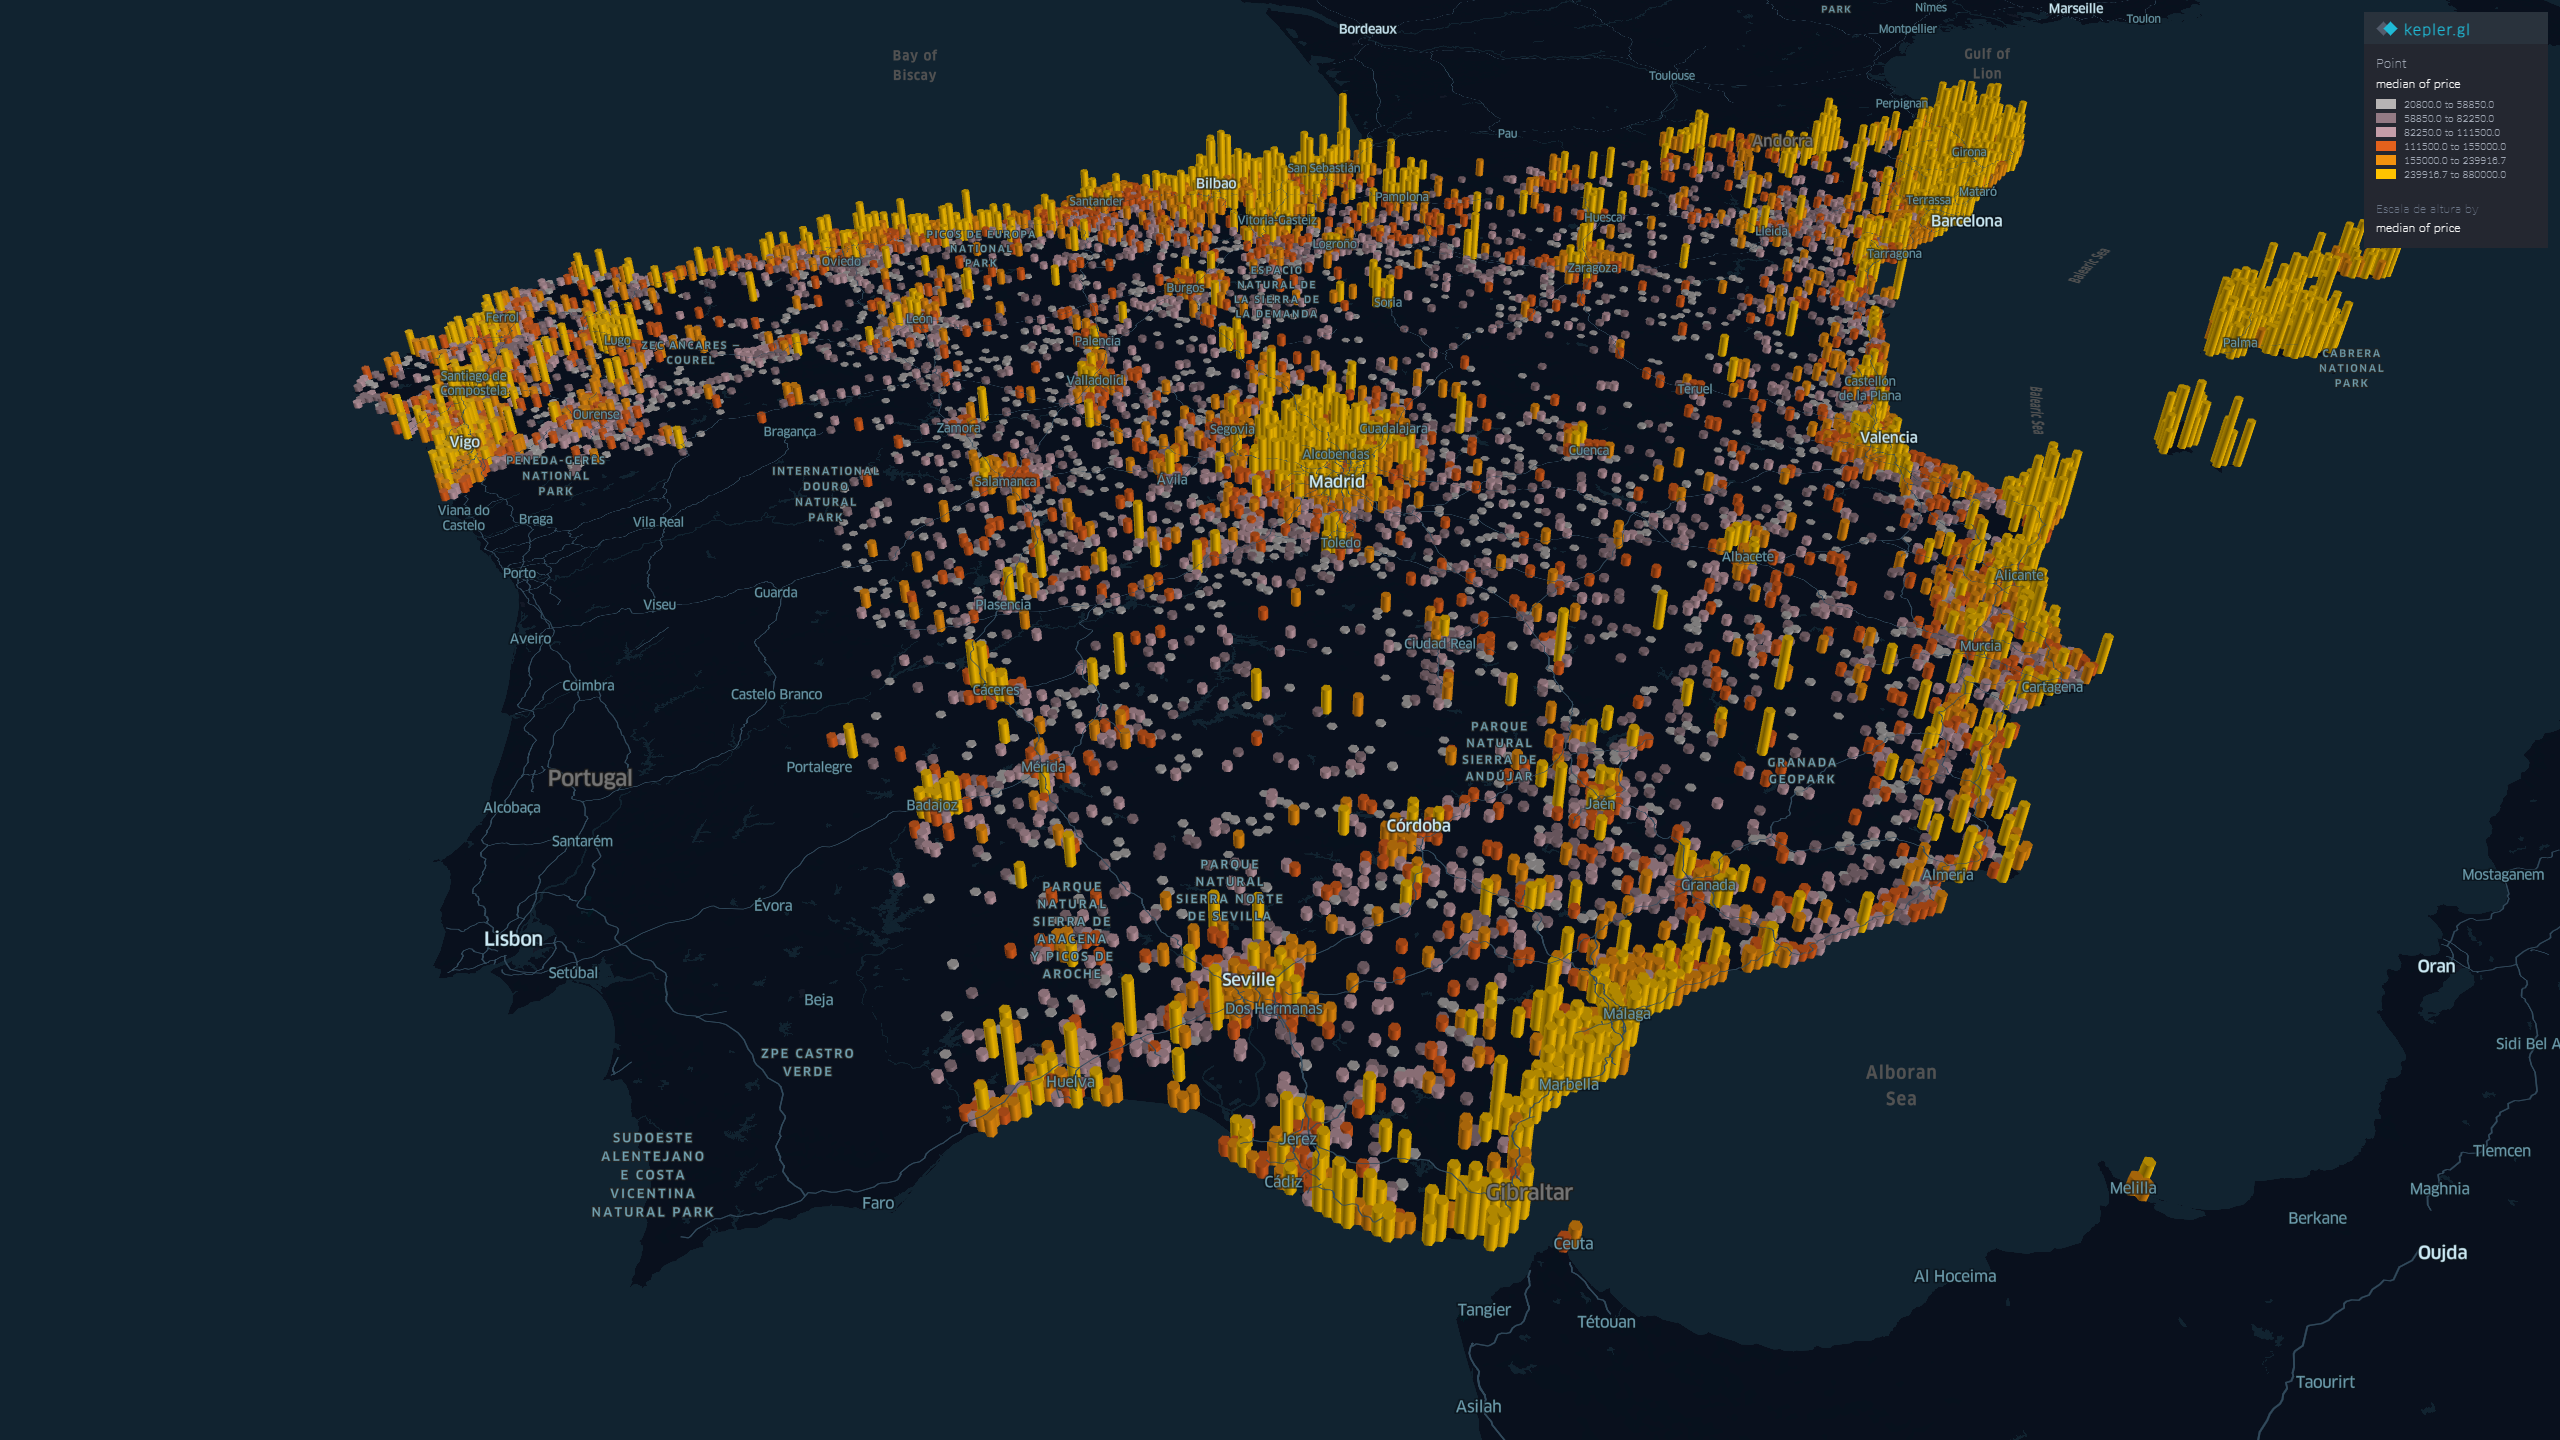 kepler.gl
Point
median of price
20800.0 to 58850.0
58850.0 to 82250.0
82250.0 to 111500.0
111500.0 to 155000.0
155000.0 to 239916.7
239916.7 to 880000.0
Escala de altura by
median of price
PARK
Nîmes
Marseille
Toulon
Bordeaux
Montpellier
Bay of
Biscay
Gulf of
Lion
Toulouse
Perpignan
Pau
Andorra
Girona
San Sebastián
Bilbao
Pamplona
Mataró
Terrassa
Santander
Vitoria-Gasteiz
Huesca
Barcelona
Lleida
PICOS DE EUROPA
NATIONAL
PARK
Logroño
Tarragona
Oviedo
Zaragoza
Balearic Sea
ESPACIO
NATURAL DE
LA SIERRA DE
LA DEMANDA
Burgos
Soria
Ferrol
León
Lugo
ZEC ANCARES –
COUREL
Palencia
Palma
CABRERA
NATIONAL
PARK
Santiago de
Compostela
Valladolid
Teruel
Castellón
de la Plana
Balearic Sea
Ourense
Zamora
Segovia
Guadalajara
Bragança
Vigo
Valencia
Cuenca
Alcobendas
PENEDA-GERÊS
NATIONAL
PARK
INTERNATIONAL
DOURO
NATURAL
PARK
Salamanca
Ávila
Madrid
Viana do
Castelo
Braga
Vila Real
Toledo
Albacete
Porto
Alicante
Guarda
Viseu
Plasencia
Aveiro
Ciudad Real
Murcia
Coimbra
Castelo Branco
Cáceres
Cartagena
PARQUE
NATURAL
SIERRA DE
ANDÚJAR
Portalegre
Mérida
GRANADA
GEOPARK
Portugal
Alcobaça
Badajoz
Jaén
Córdoba
Santarém
PARQUE
NATURAL
SIERRA NORTE
DE SEVILLA
Granada
Almería
Mostaganem
PARQUE
NATURAL
SIERRA DE
ARACENA
Y PICOS DE
AROCHE
Évora
Lisbon
Setúbal
Seville
Oran
Beja
Dos Hermanas
Málaga
ZPE CASTRO
VERDE
Huelva
Marbella
Sidi Bel A
Alboran
Sea
SUDOESTE
ALENTEJANO
E COSTA
VICENTINA
NATURAL PARK
Jerez
Tlemcen
Cádiz
Gibraltar
Melilla
Maghnia
Faro
Berkane
Ceuta
Oujda
Al Hoceima
Tangier
Tétouan
Taourirt
Asilah